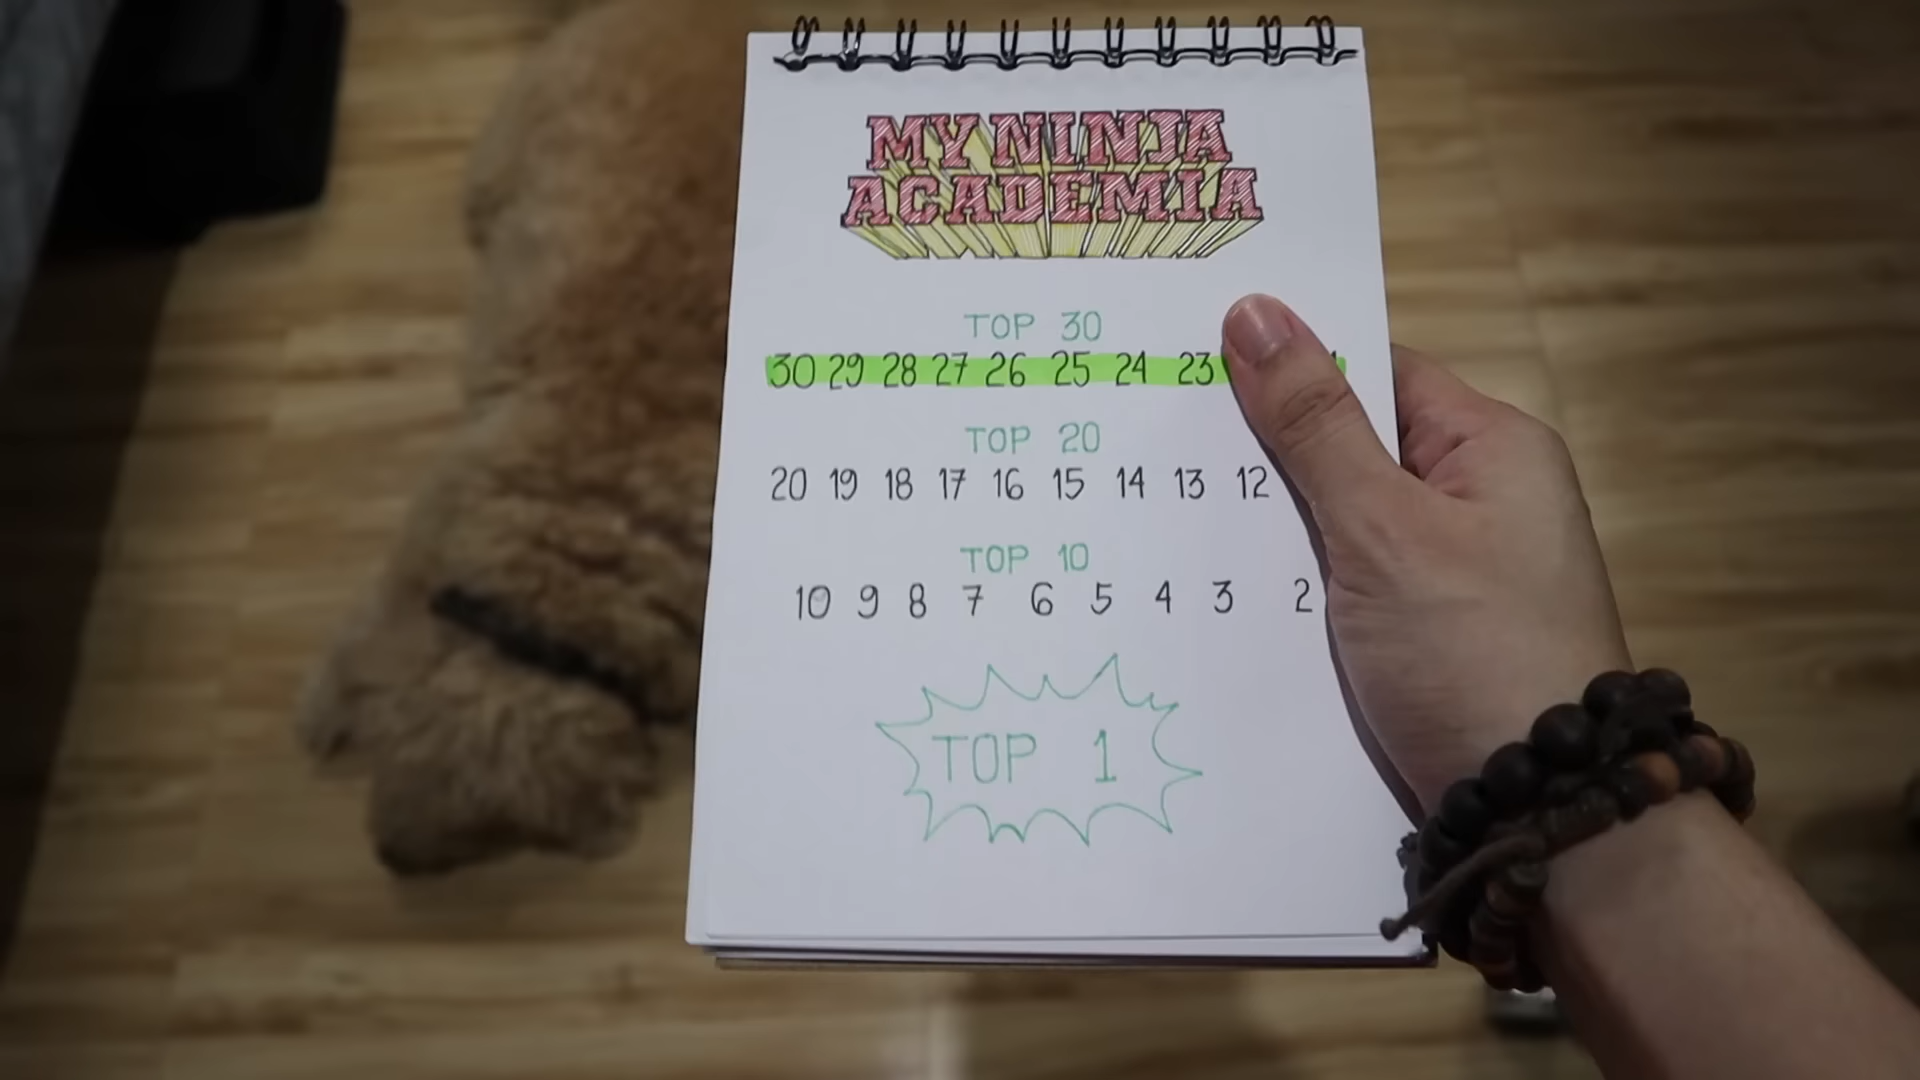 MY NINJA
ACADEMIA
TOP 30
30 29 28 27 26 25 24 23
TOP 20
20 19 18 17 16 15 14 13 12
TOP 10
10 9 8 7 6 5 4 3 2
TOP 1